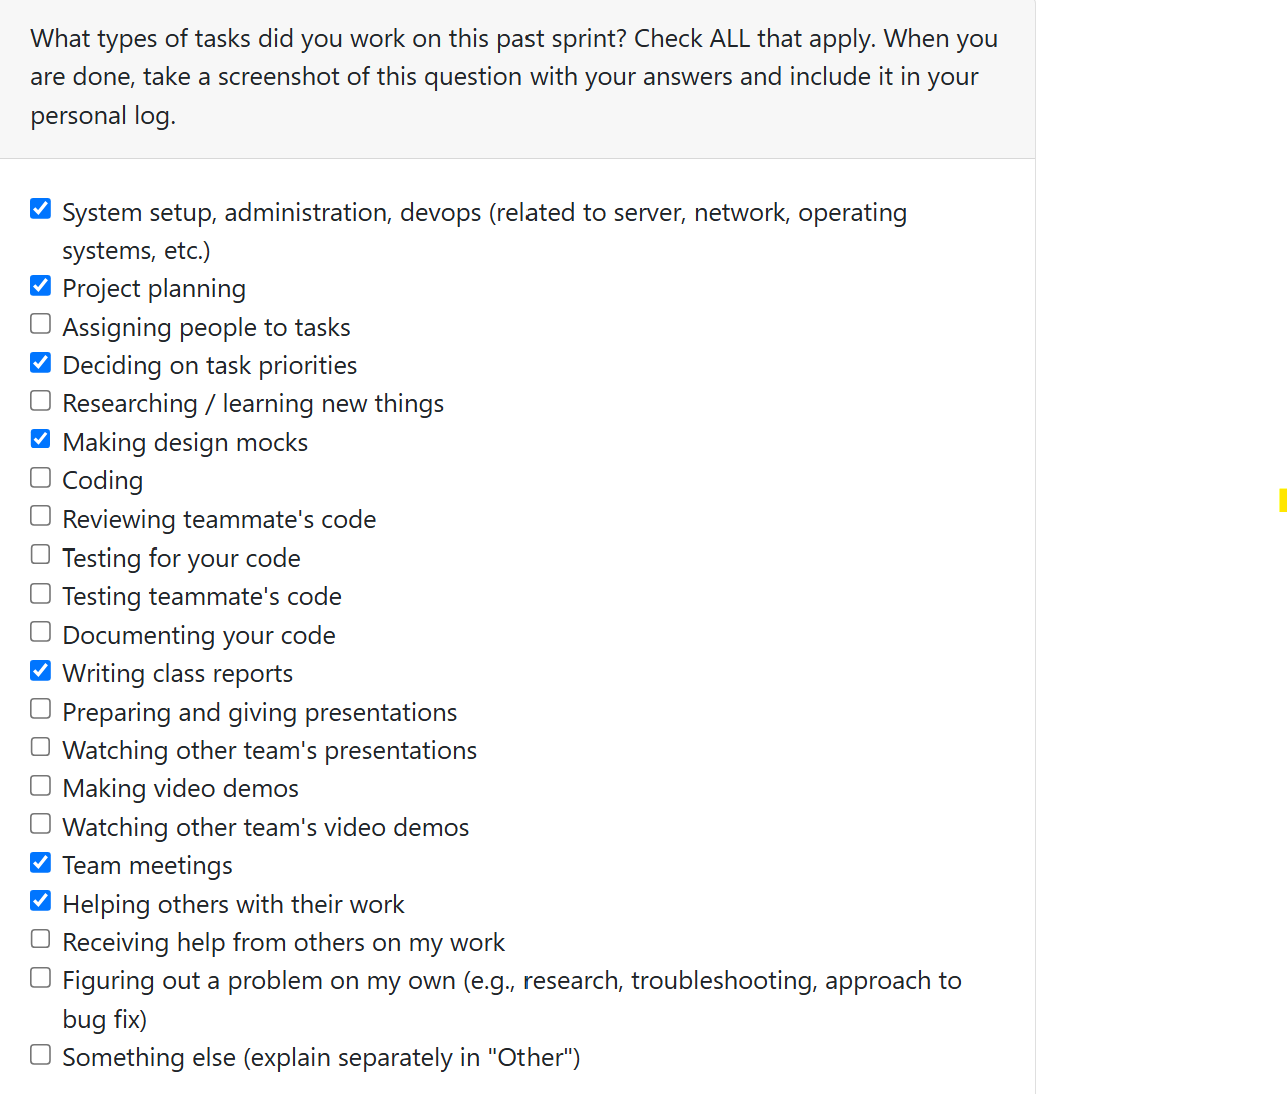 What types of tasks did you work on this past sprint? Check ALL that apply. When you
are done, take a screenshot of this question with your answers and include it in your
personal log.
System setup, administration, devops (related to server, network, operating
systems, etc.)
Project planning
Assigning people to tasks
Deciding on task priorities
Researching / learning new things
Making design mocks
Coding
Reviewing teammate's code
Testing for your code
Testing teammate's code
Documenting your code
Writing class reports
Preparing and giving presentations
Watching other team's presentations
Making video demos
Watching other team's video demos
Team meetings
Helping others with their work
Receiving help from others on my work
Figuring out a problem on my own (e.g., research, troubleshooting, approach to
bug fix)
Something else (explain separately in "Other")